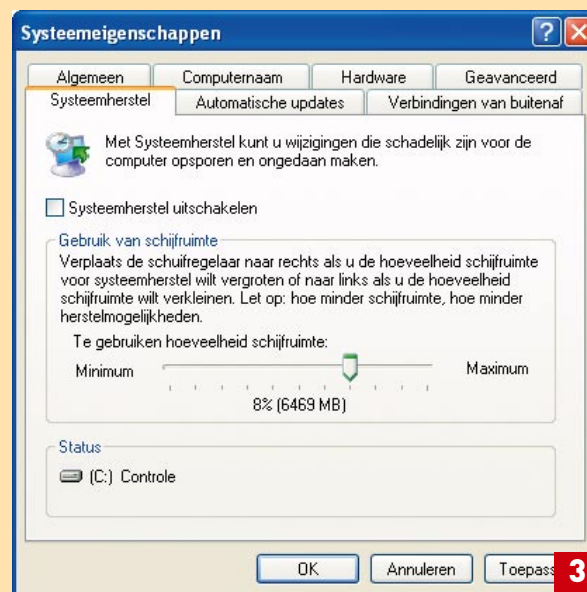 Systeemeigenschappen
Algemeen Computernaam Hardware Geavanceerd
Systeemherstel Automatische updates Verbindingen van buitenaf
Met Systeemherstel kunt u wijzigingen die schadelijk zijn voor de
computer opsporen en ongedaan maken.
Systeemherstel uitschakelen
Gebruik van schijfruimte
Verplaats de schuifregelaar naar rechts als u de hoeveelheid schijfruimte
voor systeemherstel wilt vergroten of naar links als u de hoeveelheid
schijfruimte wilt verkleinen. Let op: hoe minder schijfruimte, hoe minder
herstelmogelijkheden.
Te gebruiken hoeveelheid schijfruimte:
Minimum Maximum
8% (6469 MB)
Status
(C:) Controle
OK Annuleren Toepass
3